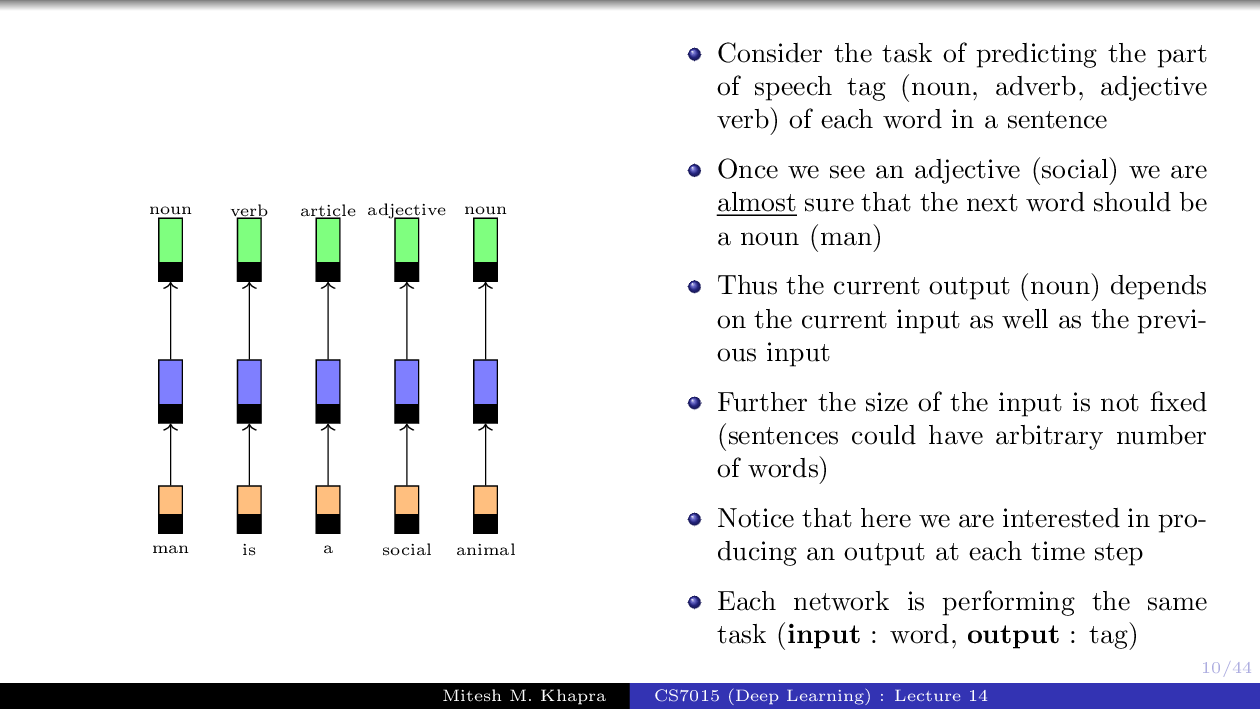 noun verb article adjective noun
man is a social animal
Consider the task of predicting the part
of speech tag (noun, adverb, adjective
verb) of each word in a sentence
Once we see an adjective (social) we are
almost sure that the next word should be
a noun (man)
Thus the current output (noun) depends
on the current input as well as the previ-
ous input
Further the size of the input is not fixed
(sentences could have arbitrary number
of words)
Notice that here we are interested in pro-
ducing an output at each time step
Each network is performing the same
task (input : word, output : tag)
10/44
Mitesh M. Khapra
CS7015 (Deep Learning) : Lecture 14